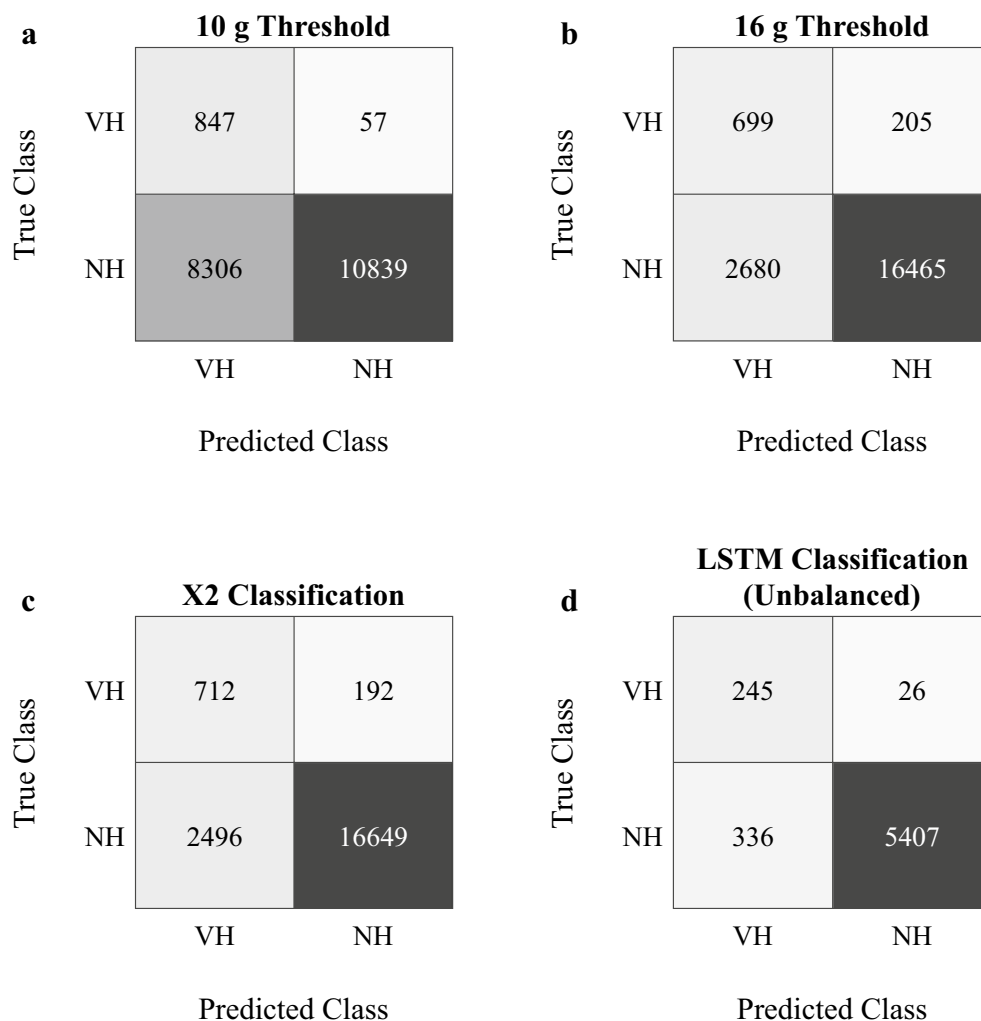 a
10 g Threshold
True Class
VH
847
57
NH
8306
10839
VH
NH
Predicted Class
b
16 g Threshold
True Class
VH
699
205
NH
2680
16465
VH
NH
Predicted Class
c
X2 Classification
True Class
VH
712
192
NH
2496
16649
VH
NH
Predicted Class
d
LSTM Classification
(Unbalanced)
True Class
VH
245
26
NH
336
5407
VH
NH
Predicted Class